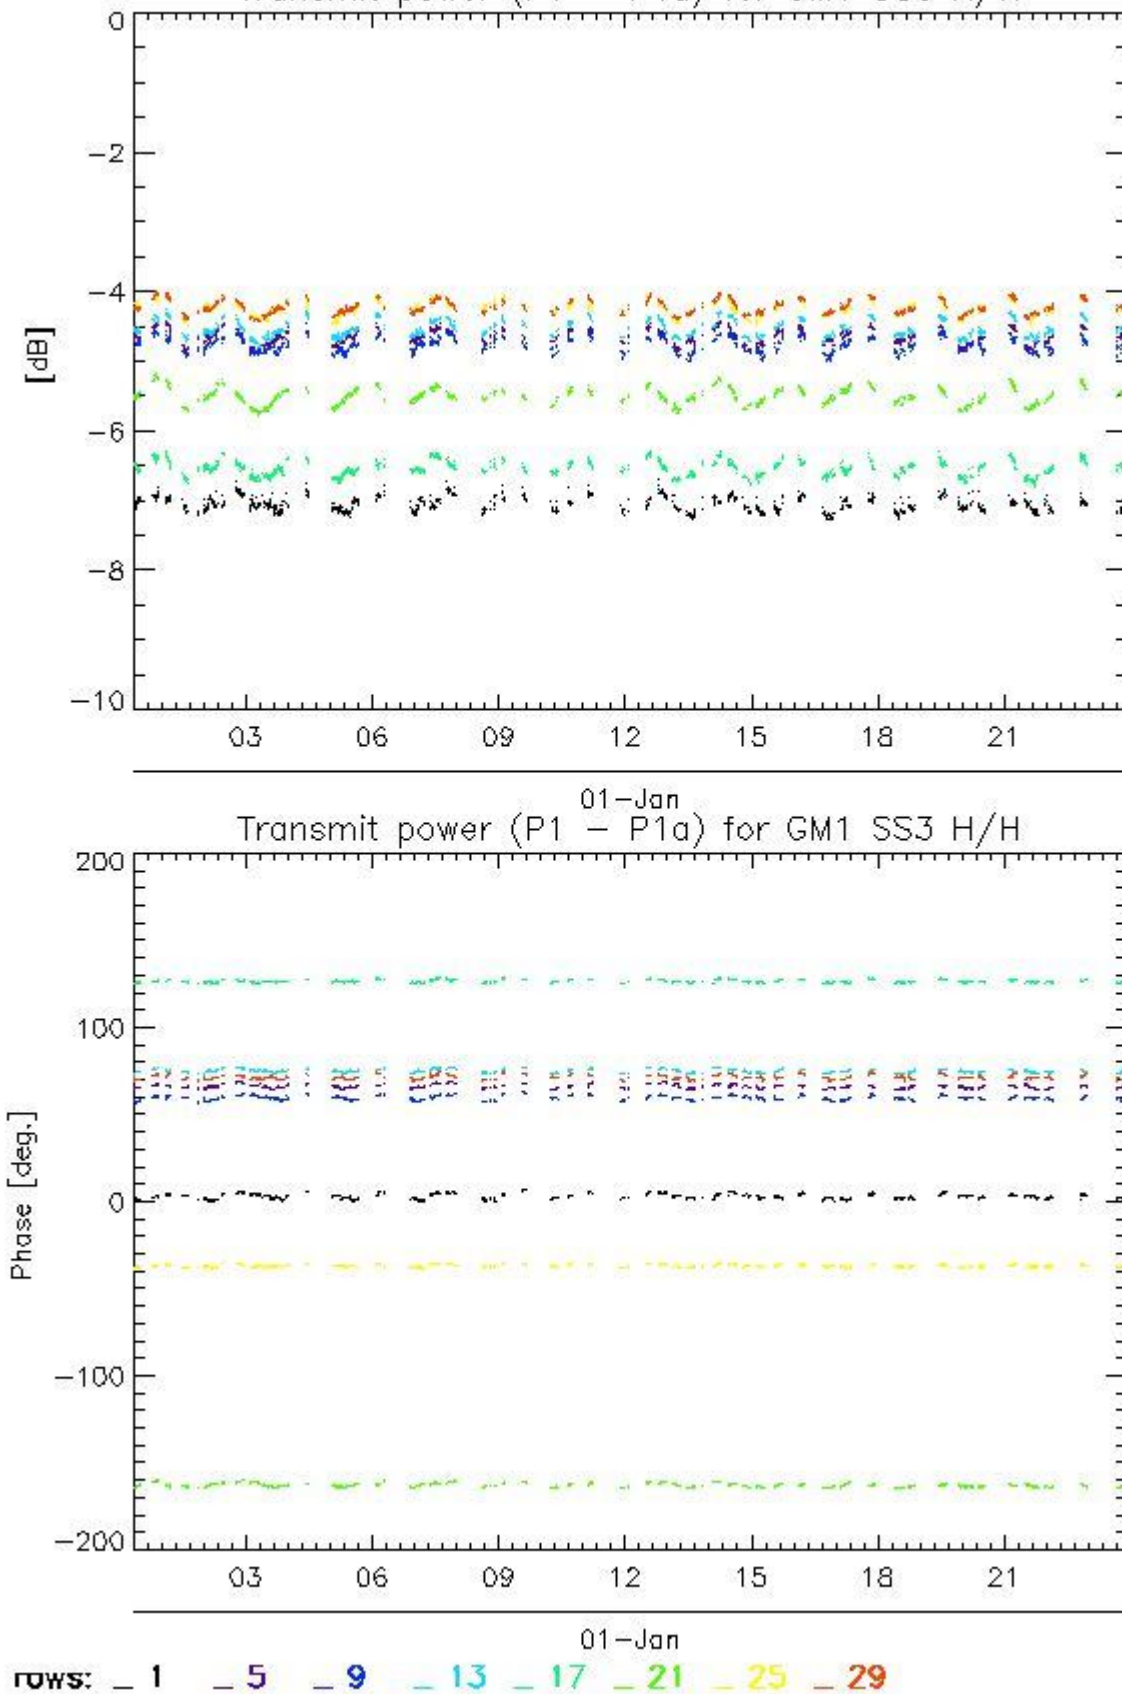 0
−2
−4
[dB]
−6
−8
−10
03 06 09 12 15 18 21
01−Jan
Transmit power (P1 − P1a) for GM1 SS3 H/H
200
100
Phase [deg.]
0
−100
−200
03 06 09 12 15 18 21
01−Jan
rows: _ 1 _ 5 _ 9 _ 13 _ 17 _ 21 _ 25 _ 29